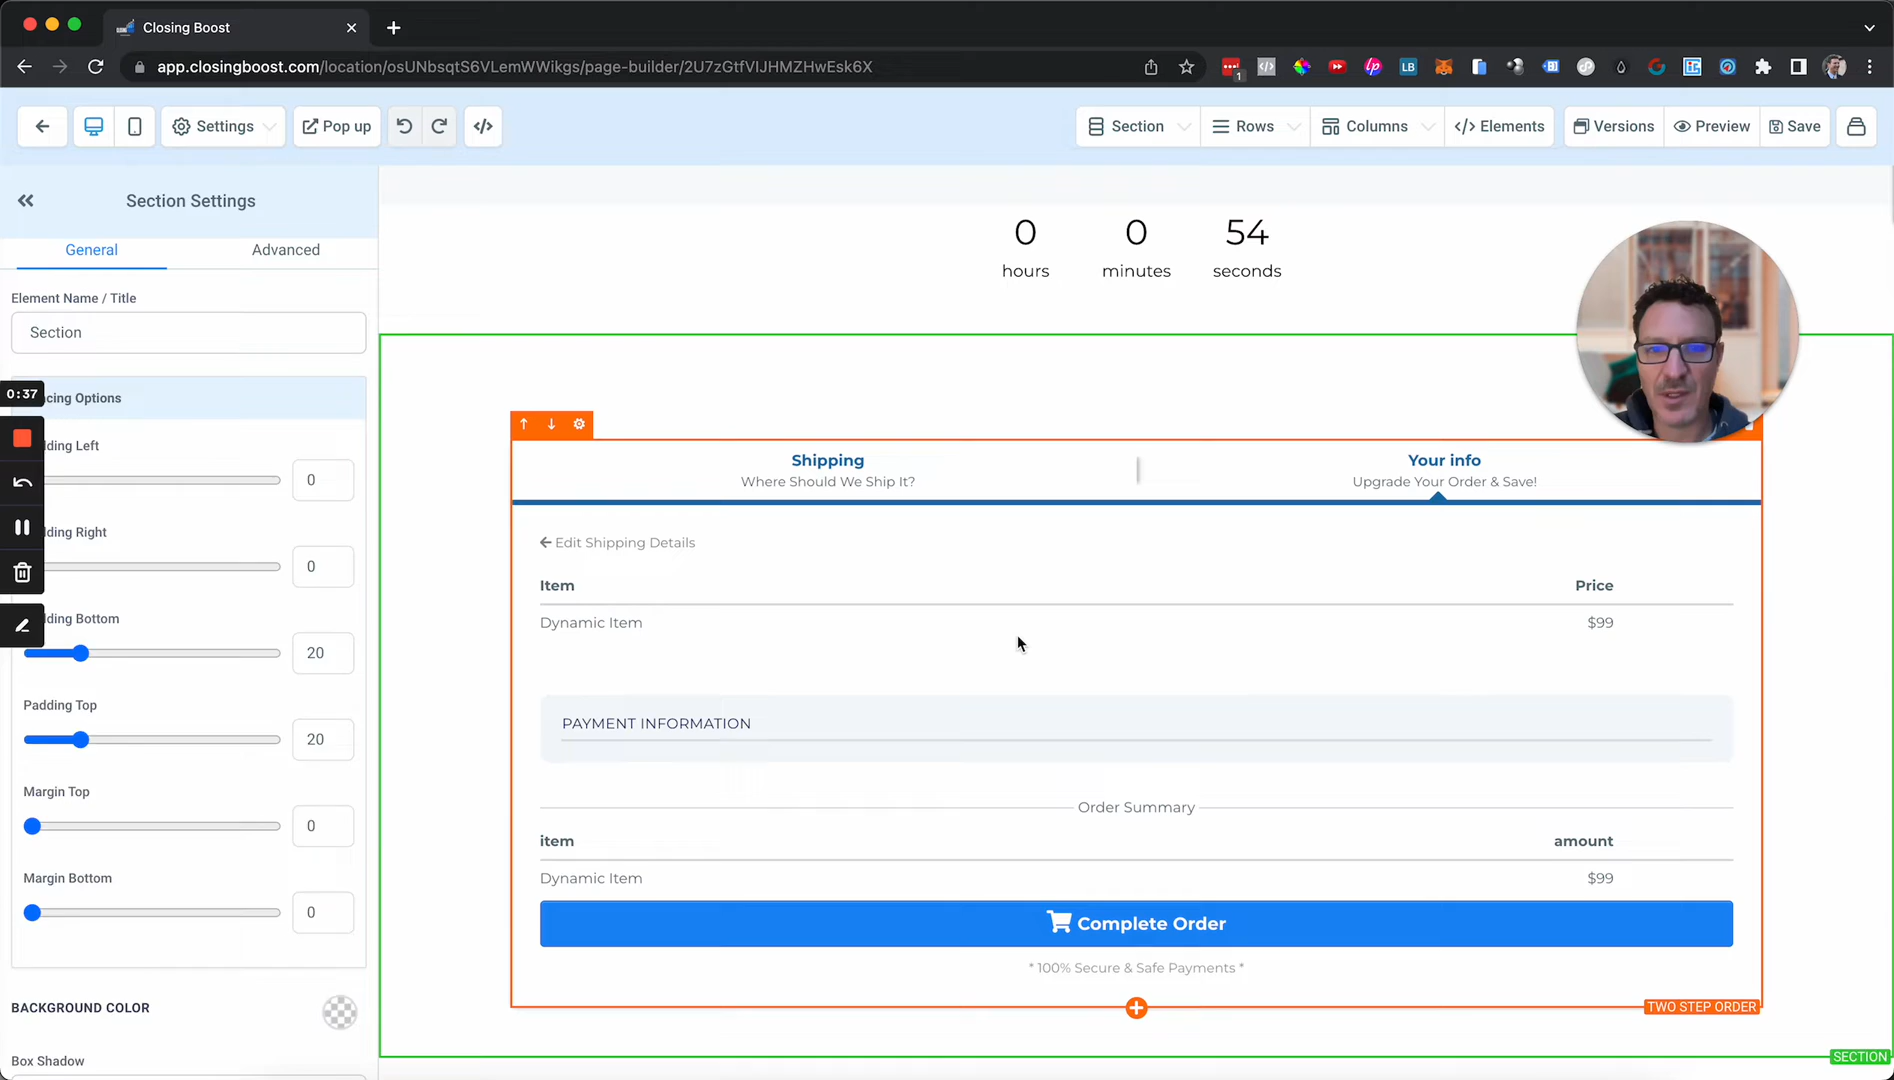 Closing Boost
app.closingboost.com/location/osUNbsqtS6VLemWWikgs/page-builder/2U7zGtfVIJHMZHwEsk6X
1
LB
Settings
Pop up
Section
Rows
Columns
Elements
Versions
Preview
Save
Section Settings
General
Advanced
Element Name / Title
Section
0:37
cing Options
ding Left
0
ding Right
0
ding Bottom
20
Padding Top
20
Margin Top
0
Margin Bottom
0
BACKGROUND COLOR
Box Shadow
0
0
54
hours
minutes
seconds
Shipping
Where Should We Ship It?
Your info
Upgrade Your Order & Save!
Edit Shipping Details
Item
Price
Dynamic Item
$99
PAYMENT INFORMATION
Order Summary
item
amount
Dynamic Item
$99
Complete Order
* 100% Secure & Safe Payments *
TWO STEP ORDER
SECTION